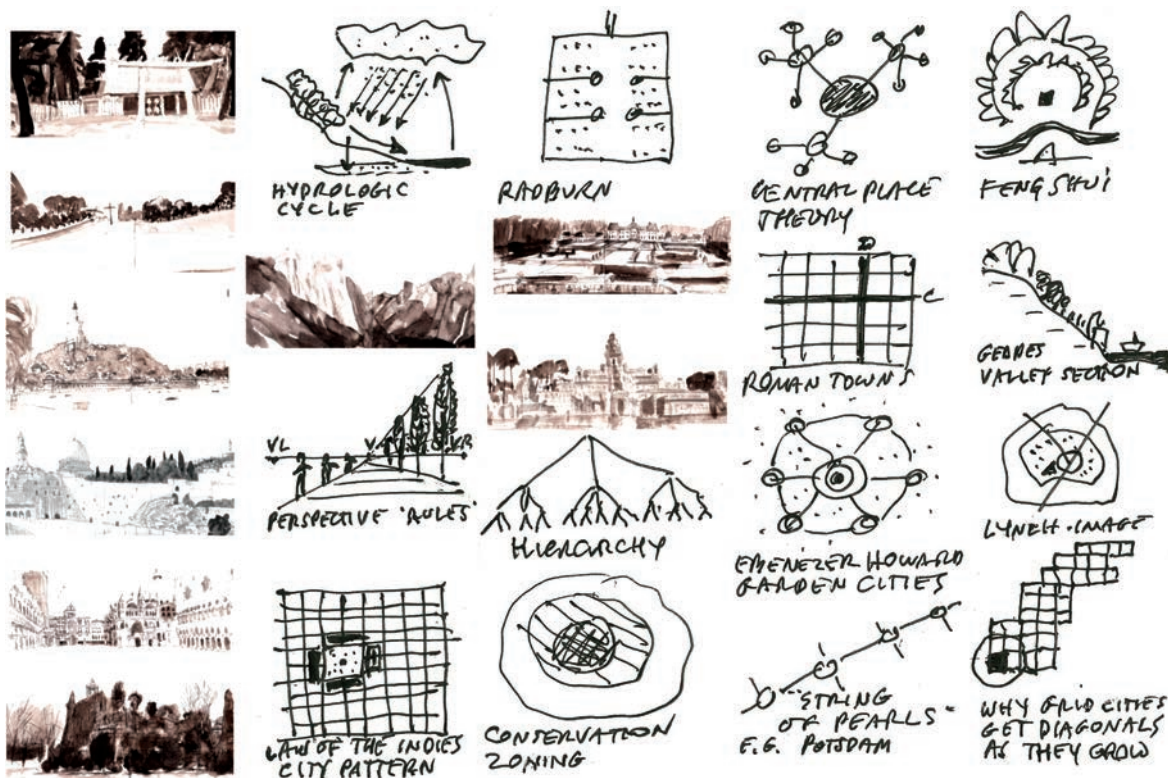 HYDROLOGIC
CYCLE
RADBURN
CENTRAL PLACE
THEORY
FENG SHUI
D
C
ROMAN TOWNS
GEDDES
VALLEY SECTION
VL
V
VR
PERSPECTIVE "RULES"
HIERARCHY
EBENEZER HOWARD
GARDEN CITIES
LYNCH. IMAGE
LAW OF THE INDIES
CITY PATTERN
CONSERVATION
ZONING
"STRING
OF PEARLS"
E.G. POTSDAM
WHY GRID CITIES
GET DIAGONALS
AS THEY GROW